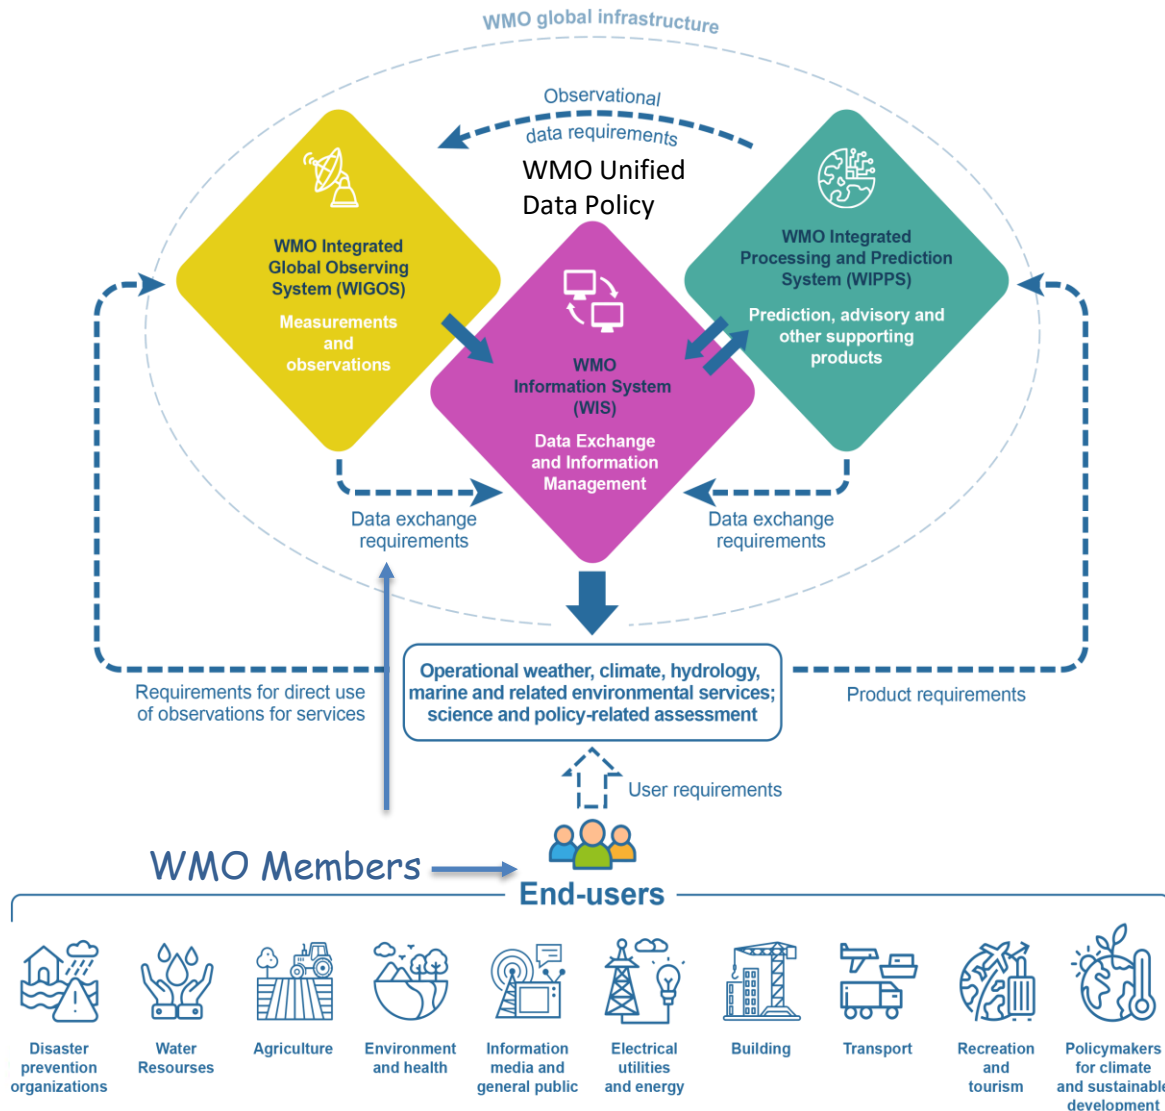 WMO global infrastructure
Observational
data requirements
WMO Unified
Data Policy
WMO Integrated
Global Observing
System (WIGOS)
Measurements
and
observations
WMO Integrated
Processing and Prediction
System (WIPPS)
Prediction, advisory and
other supporting
products
WMO
Information System
(WIS)
Data Exchange
and Information
Management
Data exchange
requirements
Data exchange
requirements
Operational weather, climate, hydrology,
marine and related environmental services;
science and policy-related assessment
Requirements for direct use
of observations for services
Product requirements
User requirements
WMO Members
End-users
Disaster
prevention
organizations
Water
Resourses
Agriculture
Environment
and health
Information
media and
general public
Electrical
utilities
and energy
Building
Transport
Recreation
and
tourism
Policymakers
for climate
and sustainable
development